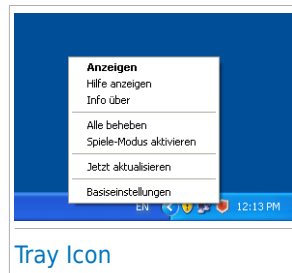 Anzeigen
Hilfe anzeigen
Info über
Alle beheben
Spiele-Modus aktivieren
Jetzt aktualisieren
Basiseinstellungen
EN 12:13 PM
Tray Icon